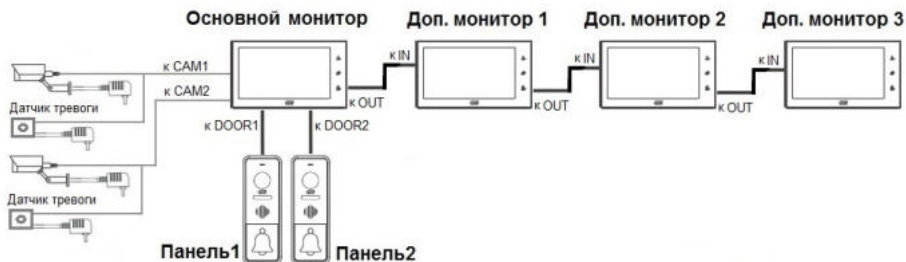 Основной монитор
Доп. монитор 1
Доп. монитор 2
Доп. монитор 3
к CAM1
к CAM2
к OUT
к IN
к OUT
к IN
к OUT
к IN
к DOOR1
к DOOR2
Датчик тревоги
Датчик тревоги
Панель1
Панель2